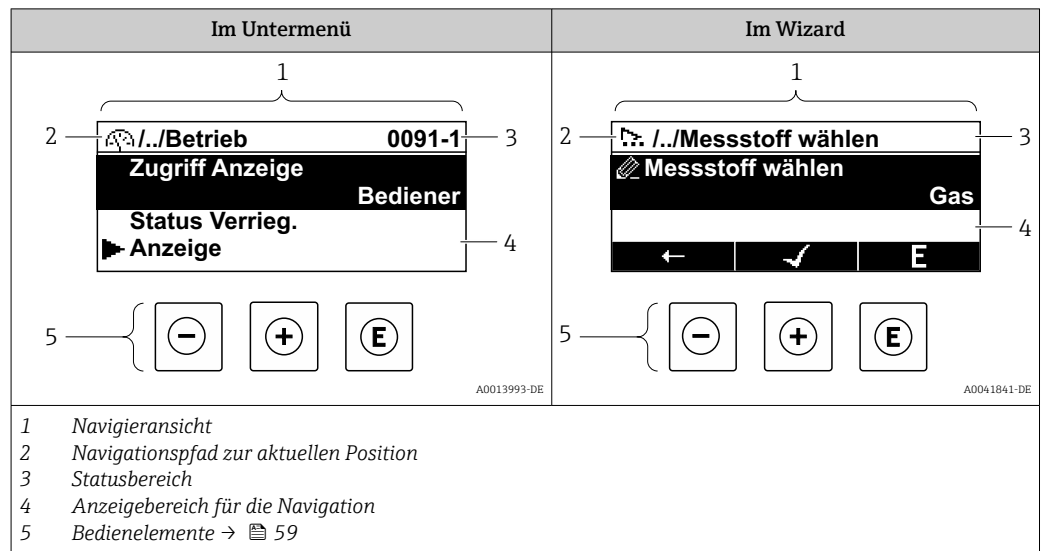 Im Untermenü
Im Wizard
1
2
/../Betrieb 0091-1
3
Zugriff Anzeige
Bediener
Status Verrieg.
Anzeige
4
5
- + E
A0013993-DE
1
2
/../Messstoff wählen
3
Messstoff wählen
Gas
4
← ✓ E
5
- + E
A0041841-DE
1 Navigieransicht
2 Navigationspfad zur aktuellen Position
3 Statusbereich
4 Anzeigebereich für die Navigation
5 Bedienelemente → 59